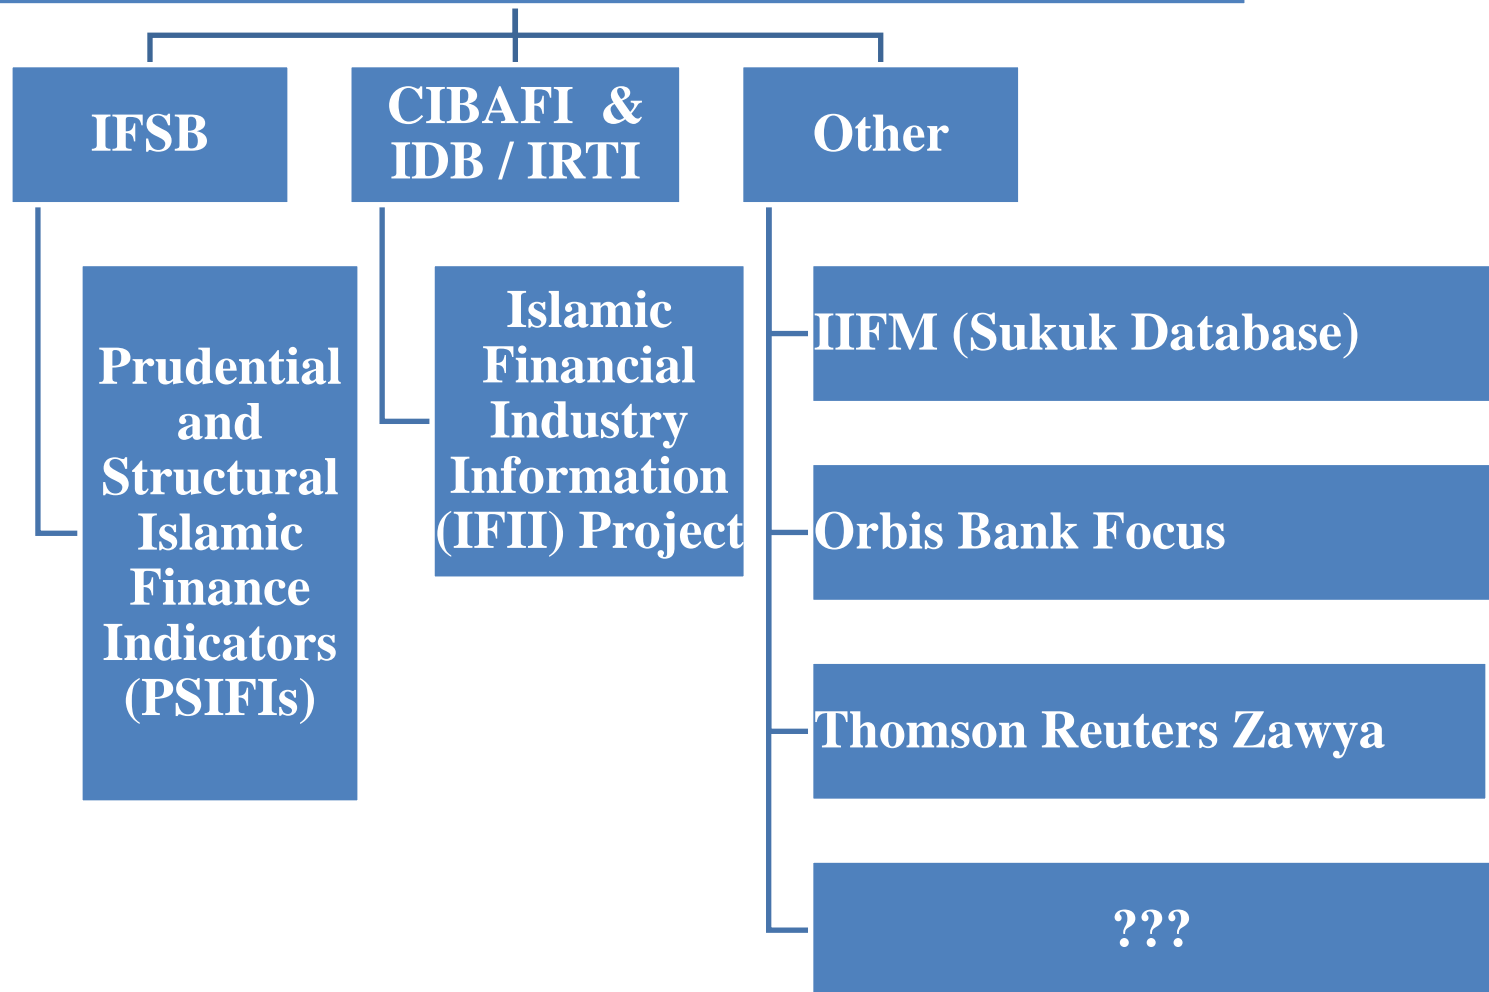 IFSB
CIBAFI &
IDB / IRTI
Other
Prudential
and
Structural
Islamic
Finance
Indicators
(PSIFIs)
Islamic
Financial
Industry
Information
(IFII) Project
IIFM (Sukuk Database)
Orbis Bank Focus
Thomson Reuters Zawya
???